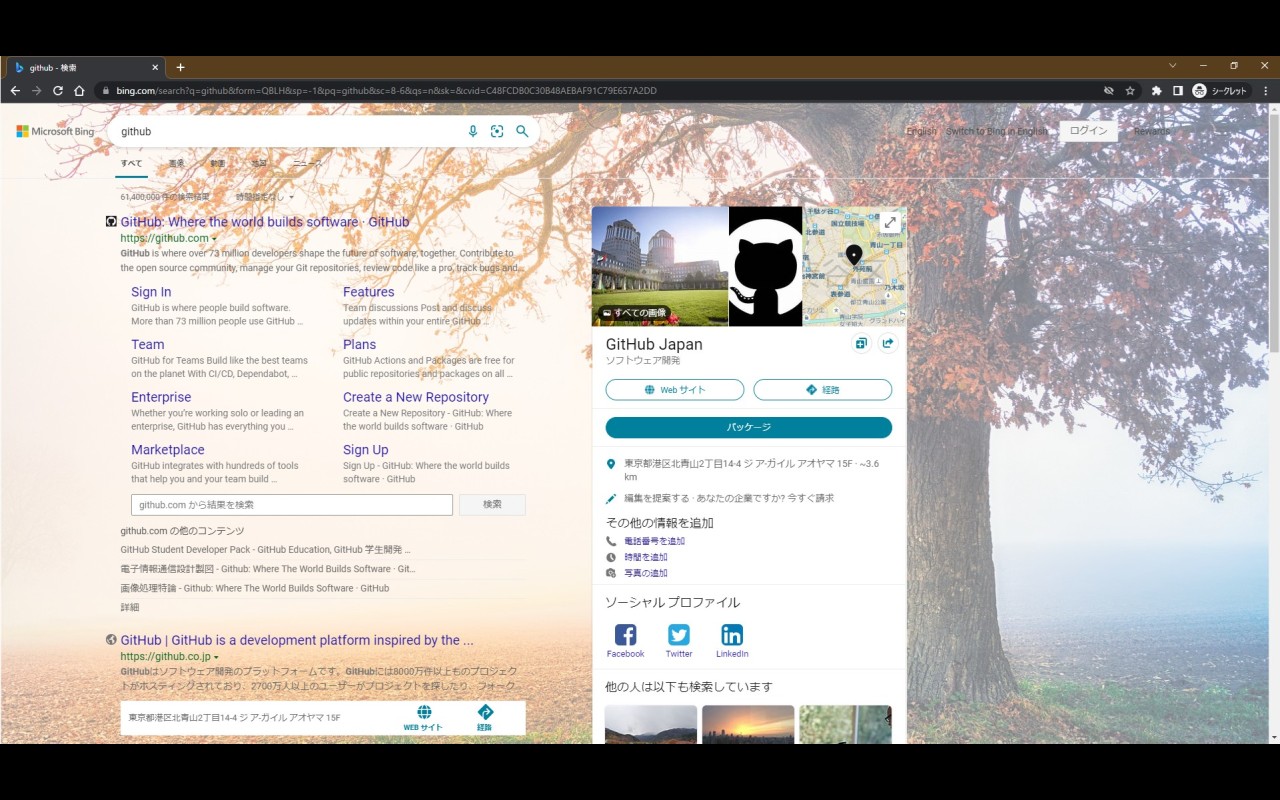 github - 検索
bing.com/search?q=github&form=QBLH&sp=-1&pq=github&sc=8-6&qs=n&sk=&cvid=C48FCDB0C30B48AEBAF91C79E657A2DD
シークレット
Microsoft Bing
github
English
Switch to Bing in English
ログイン
Rewards
すべて
画像
動画
地図
ニュース
61,400,000 件の検索結果
時間指定なし
GitHub: Where the world builds software · GitHub
https://github.com
GitHub is where over 73 million developers shape the future of software, together. Contribute to
the open source community, manage your Git repositories, review code like a pro, track bugs and...
Sign In
GitHub is where people build software.
More than 73 million people use GitHub ...
Features
Team discussions Post and discuss
updates within your entire GitHub ...
Team
GitHub for Teams Build like the best teams
on the planet With CI/CD, Dependabot, ...
Plans
GitHub Actions and Packages are free for
public repositories and packages on all ...
Enterprise
Whether you're working solo or leading an
enterprise, GitHub has everything you ...
Create a New Repository
Create a New Repository - GitHub: Where
the world builds software · GitHub
Marketplace
GitHub integrates with hundreds of tools
that help you and your team build ...
Sign Up
Sign Up - GitHub: Where the world builds
software · GitHub
github.com から結果を検索
検索
github.com の他のコンテンツ
GitHub Student Developer Pack - GitHub Education, GitHub 学生開発 ...
電子情報通信設計製図 - Github: Where The World Builds Software · Git...
画像処理特論 - Github: Where The World Builds Software · GitHub
詳細
GitHub | GitHub is a development platform inspired by the ...
https://github.co.jp
GitHubはソフトウェア開発のプラットフォームです。GitHubには8000万件以上ものプロジェク
トがホスティングされており、2700万人以上のユーザーがプロジェクトを探したり、フォーク...
東京都港区北青山2丁目14-4 ジ ア-ガイル アオヤマ 15F
WEB サイト
経路
すべての画像
国立競技場
北参道
青山一丁目
外苑前
乃木坂
表参道
青山学院
GitHub Japan
ソフトウェア開発
Web サイト
経路
パッケージ
東京都港区北青山2丁目14-4 ジ ア-ガイル アオヤマ 15F · ~3.6
km
編集を提案する · あなたの企業ですか? 今すぐ請求
その他の情報を追加
電話番号を追加
時間を追加
写真の追加
ソーシャル プロファイル
Facebook
Twitter
LinkedIn
他の人は以下も検索しています